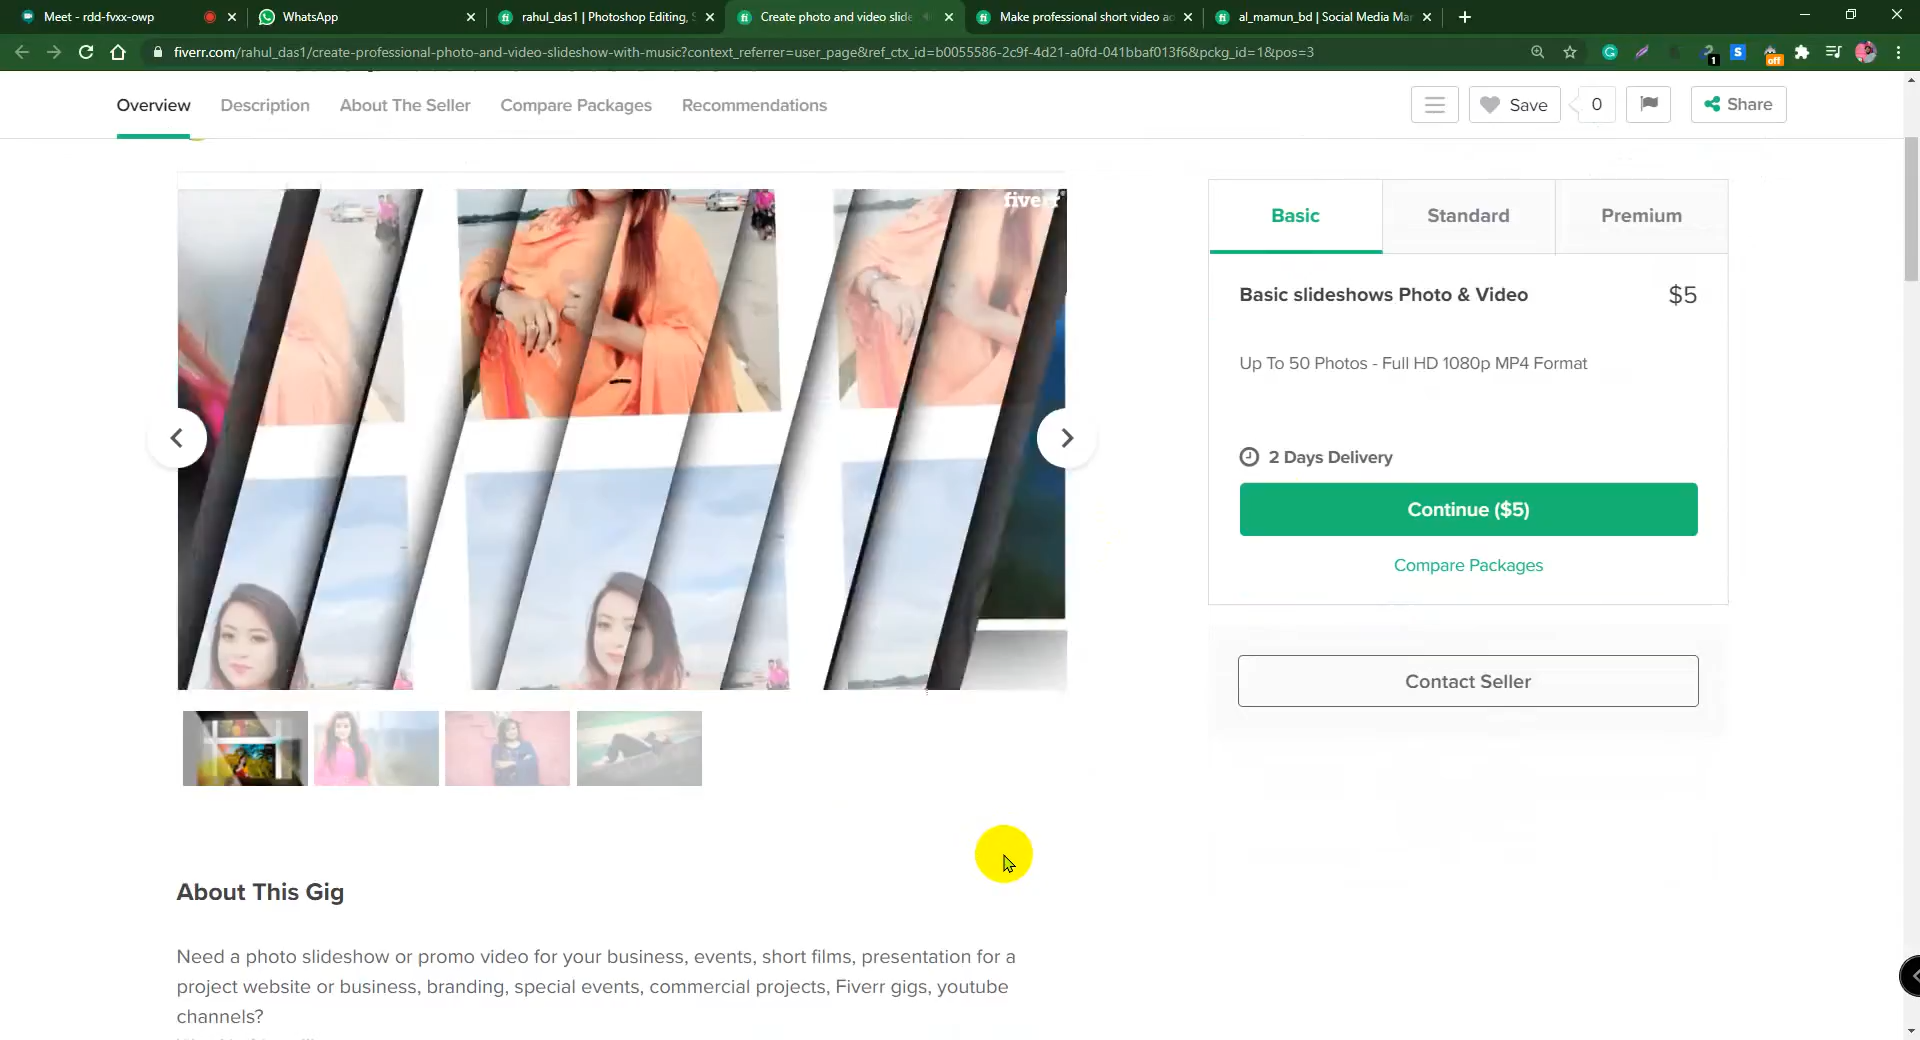 Meet - rdd-fvxx-owp
WhatsApp
rahul_das1 | Photoshop Editing, S
Create photo and video slide
Make professional short video ad
al_mamun_bd | Social Media Ma
fiverr.com/rahul_das1/create-professional-photo-and-video-slideshow-with-music?context_referrer=user_page&ref_ctx_id=b0055586-2c9f-4d21-a0fd-041bbaf013f6&pckg_id=1&pos=3
1
off
Overview
Description
About The Seller
Compare Packages
Recommendations
Save
0
Share
fiverr
Basic
Standard
Premium
Basic slideshows Photo & Video
$5
Up To 50 Photos - Full HD 1080p MP4 Format
2 Days Delivery
Continue ($5)
Compare Packages
Contact Seller
About This Gig
Need a photo slideshow or promo video for your business, events, short films, presentation for a
project website or business, branding, special events, commercial projects, Fiverr gigs, youtube
channels?